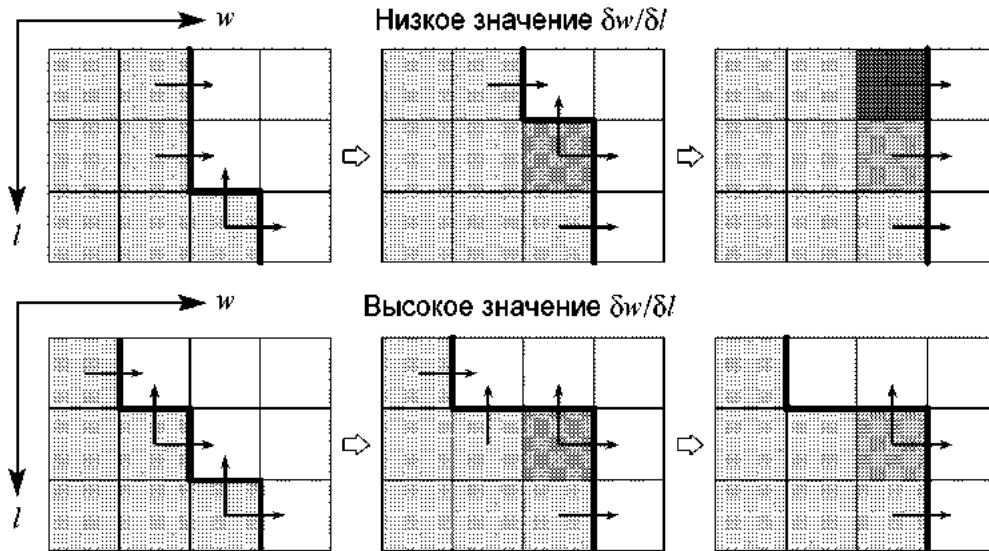 w
Низкое значение δw/δl
l
w
Высокое значение δw/δl
l